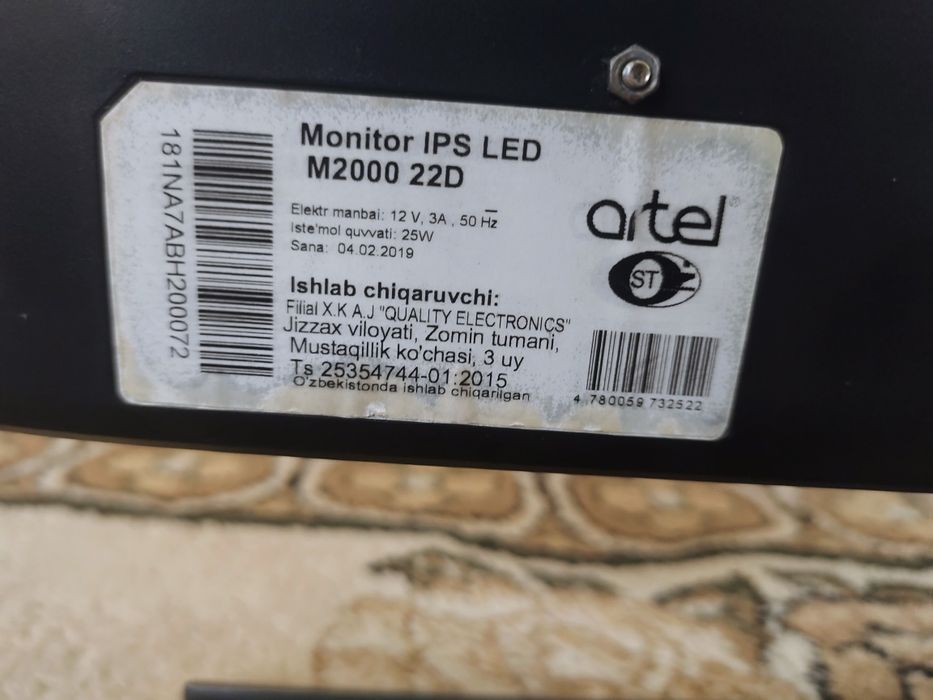 181NA7ABH200072
Monitor IPS LED
M2000 22D
Elektr manbai: 12 V, 3A , 50 Hz
Iste'mol quvvati: 25W
Sana: 04.02.2019
Ishlab chiqaruvchi:
Filial X.K A.J "QUALITY ELECTRONICS"
Jizzax viloyati, Zomin tumani,
Mustaqillik ko'chasi, 3 uy
Ts 25354744-01:2015
O'zbekistonda ishlab chiqarilgan
artel®
ST
4 780059 732522